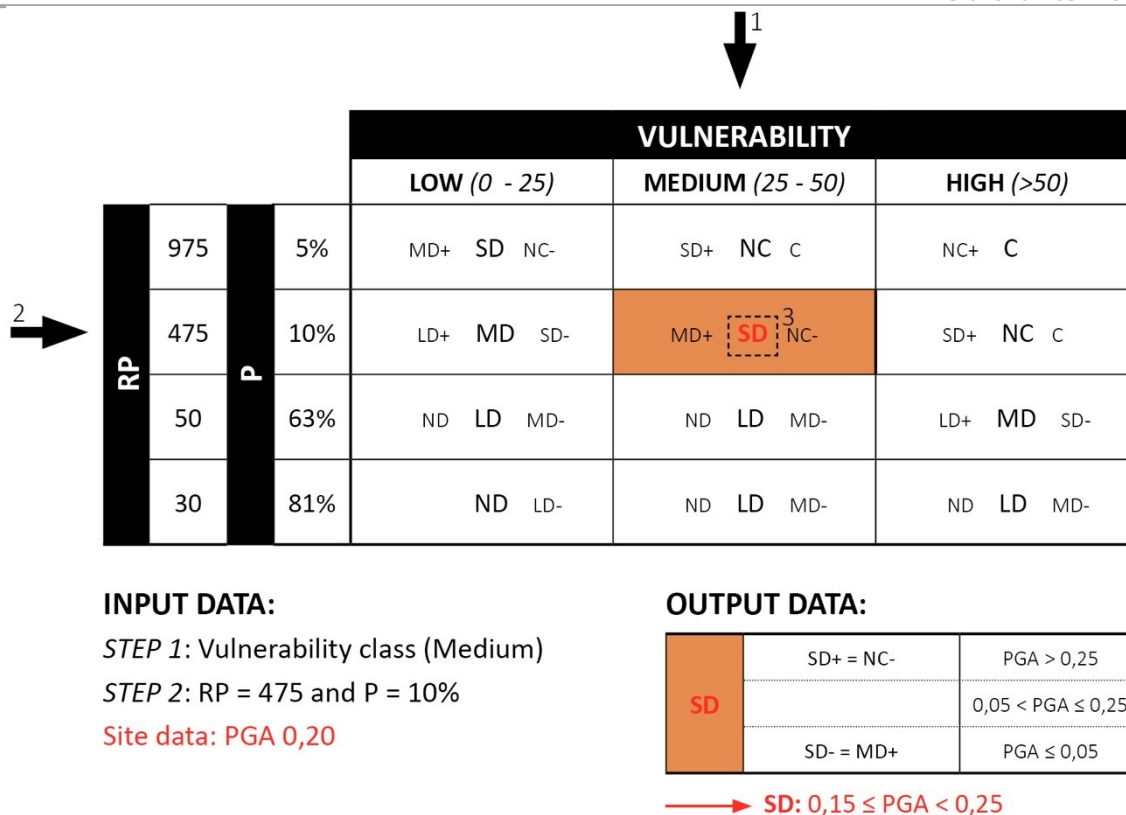 1
VULNERABILITY
LOW (0 - 25) MEDIUM (25 - 50) HIGH (>50)
RP P
975 5% MD+ SD NC- SD+ NC C NC+ C
2
475 10% LD+ MD SD- MD+ SD 3 NC- SD+ NC C
50 63% ND LD MD- ND LD MD- LD+ MD SD-
30 81% ND LD- ND LD MD- ND LD MD-
INPUT DATA:
STEP 1: Vulnerability class (Medium)
STEP 2: RP = 475 and P = 10%
Site data: PGA 0,20
OUTPUT DATA:
SD
SD+ = NC- PGA > 0,25
0,05 < PGA ≤ 0,25
SD- = MD+ PGA ≤ 0,05
SD: 0,15 ≤ PGA < 0,25